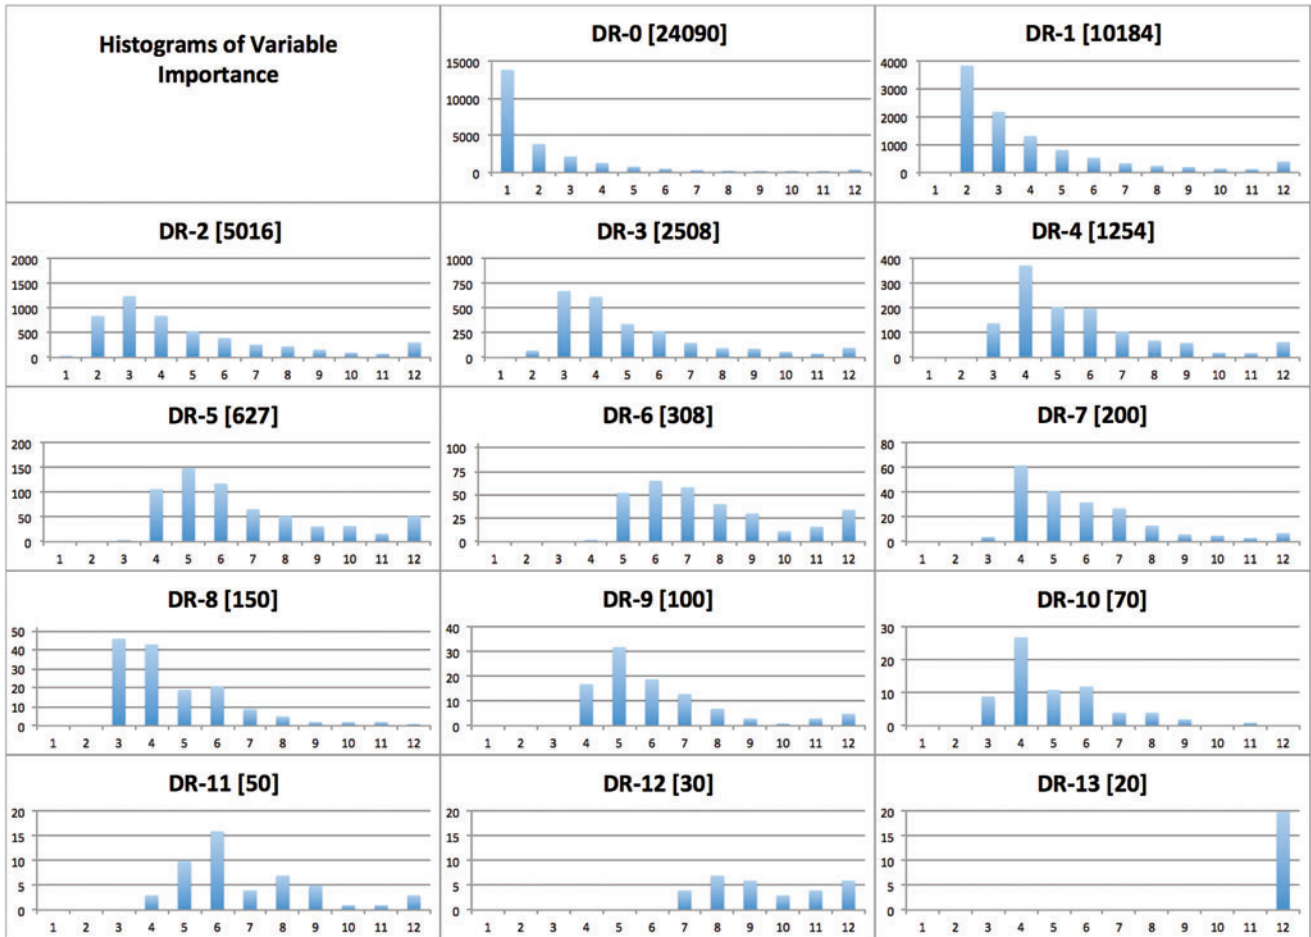 Histograms of Variable
Importance
DR-0 [24090]
15000
10000
5000
0
1 2 3 4 5 6 7 8 9 10 11 12
DR-1 [10184]
4000
3000
2000
1000
0
1 2 3 4 5 6 7 8 9 10 11 12
DR-2 [5016]
2000
1500
1000
500
0
1 2 3 4 5 6 7 8 9 10 11 12
DR-3 [2508]
1000
750
500
250
0
1 2 3 4 5 6 7 8 9 10 11 12
DR-4 [1254]
400
300
200
100
0
1 2 3 4 5 6 7 8 9 10 11 12
DR-5 [627]
200
150
100
50
0
1 2 3 4 5 6 7 8 9 10 11 12
DR-6 [308]
100
75
50
25
0
1 2 3 4 5 6 7 8 9 10 11 12
DR-7 [200]
80
60
40
20
0
1 2 3 4 5 6 7 8 9 10 11 12
DR-8 [150]
50
40
30
20
10
0
1 2 3 4 5 6 7 8 9 10 11 12
DR-9 [100]
40
30
20
10
0
1 2 3 4 5 6 7 8 9 10 11 12
DR-10 [70]
30
20
10
0
1 2 3 4 5 6 7 8 9 10 11 12
DR-11 [50]
20
15
10
5
0
1 2 3 4 5 6 7 8 9 10 11 12
DR-12 [30]
20
15
10
5
0
1 2 3 4 5 6 7 8 9 10 11 12
DR-13 [20]
20
15
10
5
0
1 2 3 4 5 6 7 8 9 10 11 12